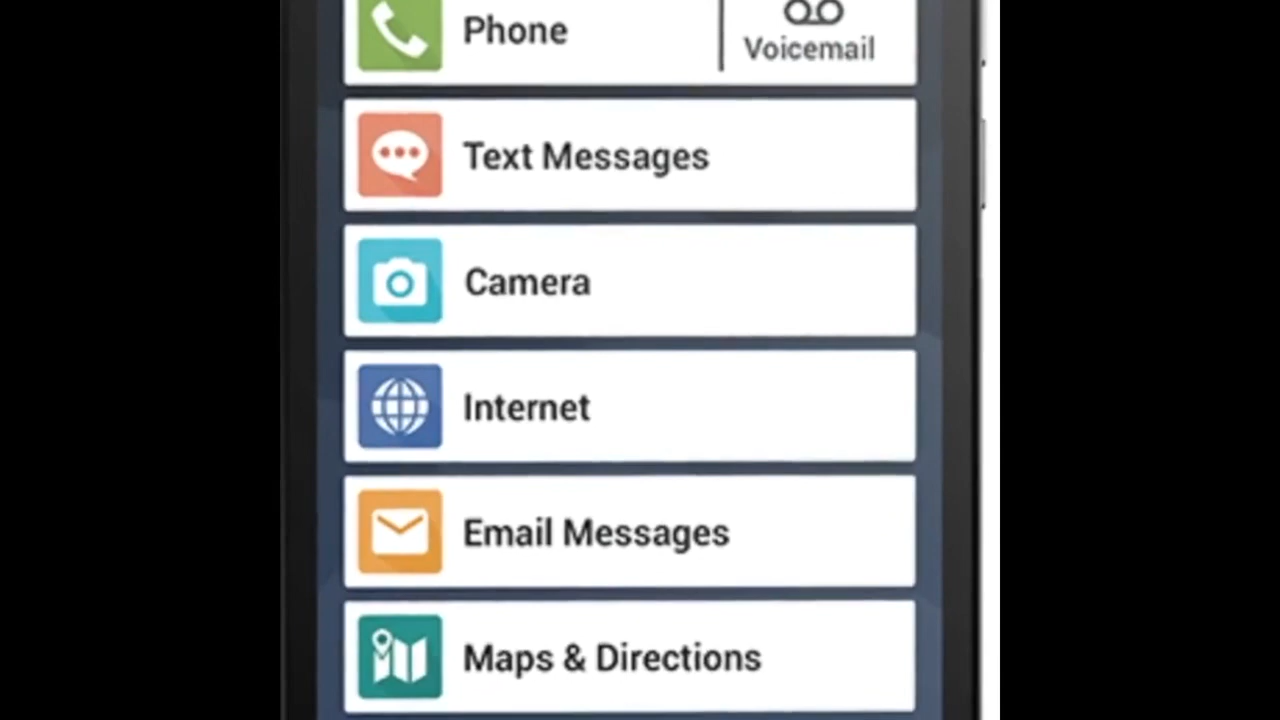 Phone
Voicemail
Text Messages
Camera
Internet
Email Messages
Maps & Directions